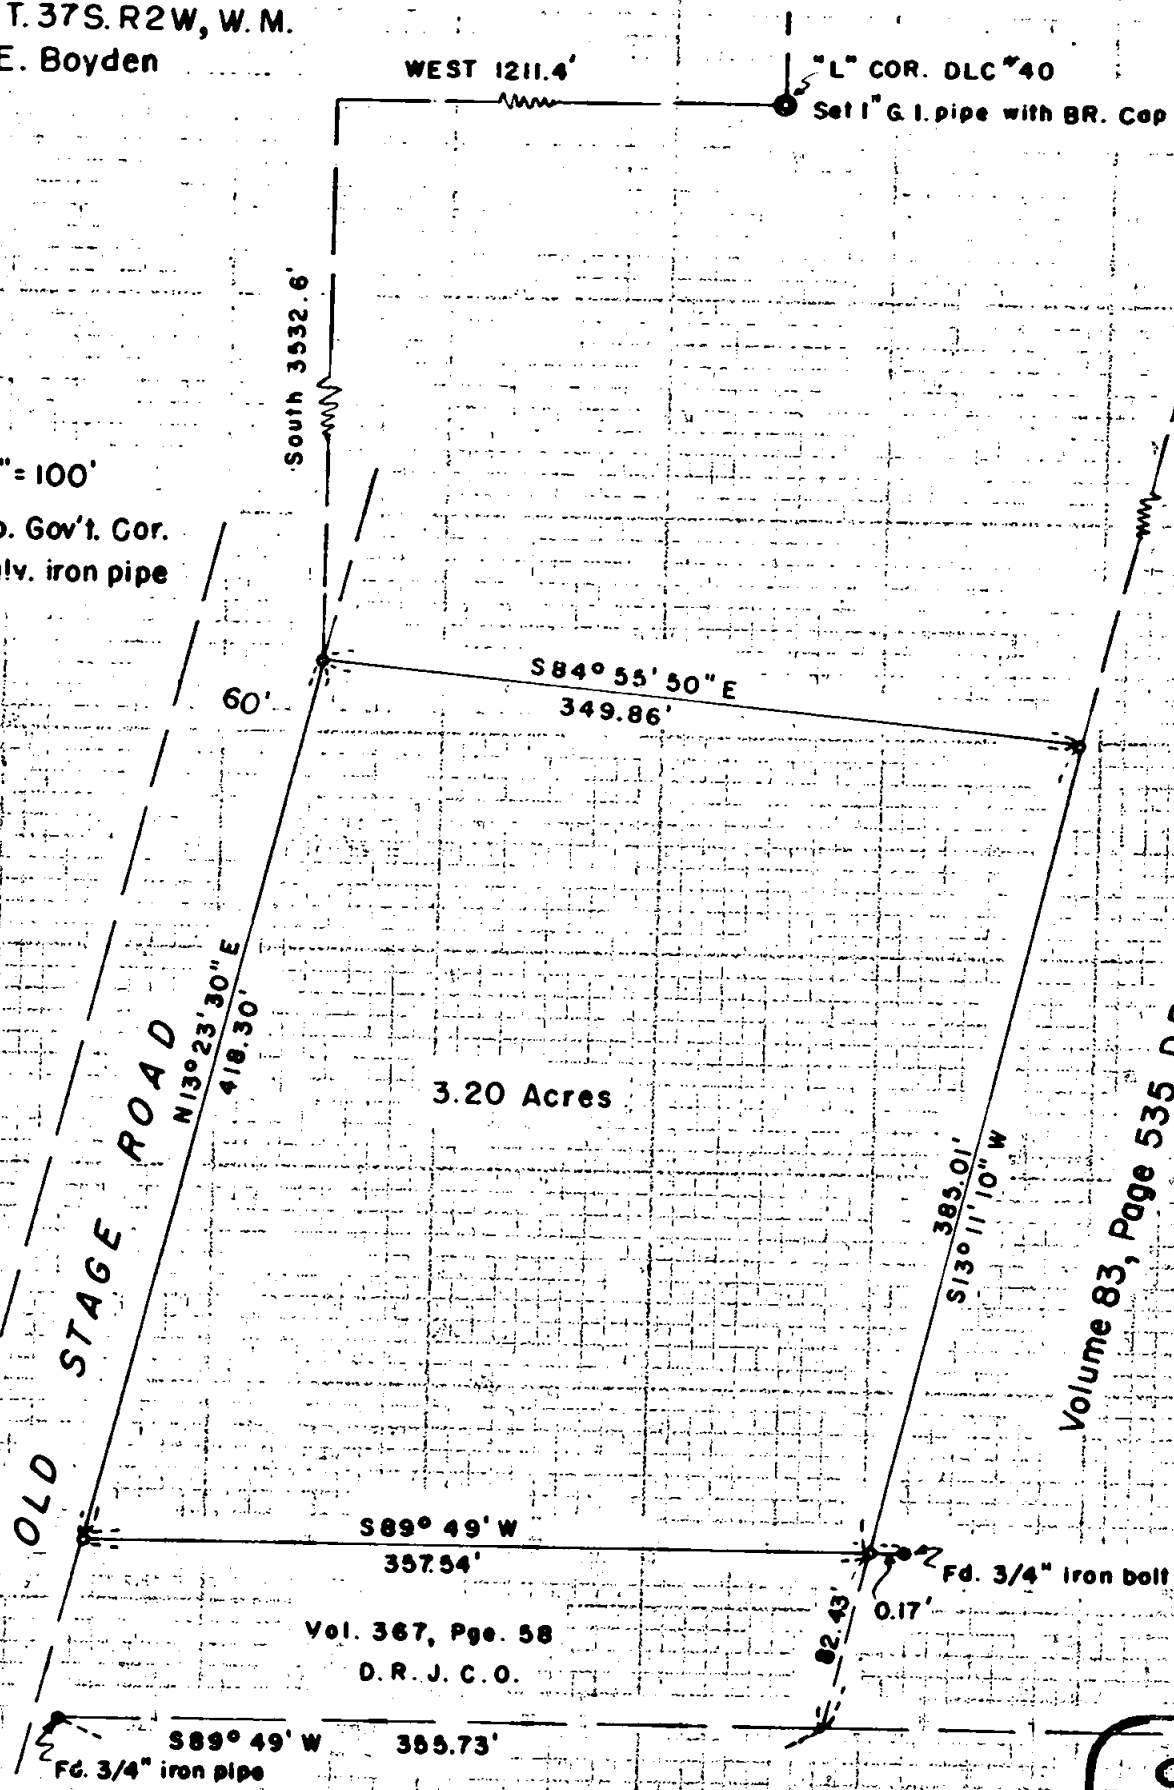 T. 37S. R2W, W. M.
E. Boyden
WEST 1211.4'
"L" COR. DLC #40
Set 1" G. I. pipe with BR. Cap
South 3532.6'
"= 100'
Gov't. Cor.
iron pipe
60'
S84° 55' 50" E
349.86'
N13° 23' 30" E
418.30'
OLD STAGE ROAD
3.20 Acres
385.01'
S13° 11' 10" W
Volume 83, Page 535
S89° 49' W
357.54'
Fd. 3/4" iron bolt
0.17'
82.43'
Vol. 367, Pge. 58
D. R. J. C. O.
S89° 49' W 355.73'
Fd. 3/4" iron pipe